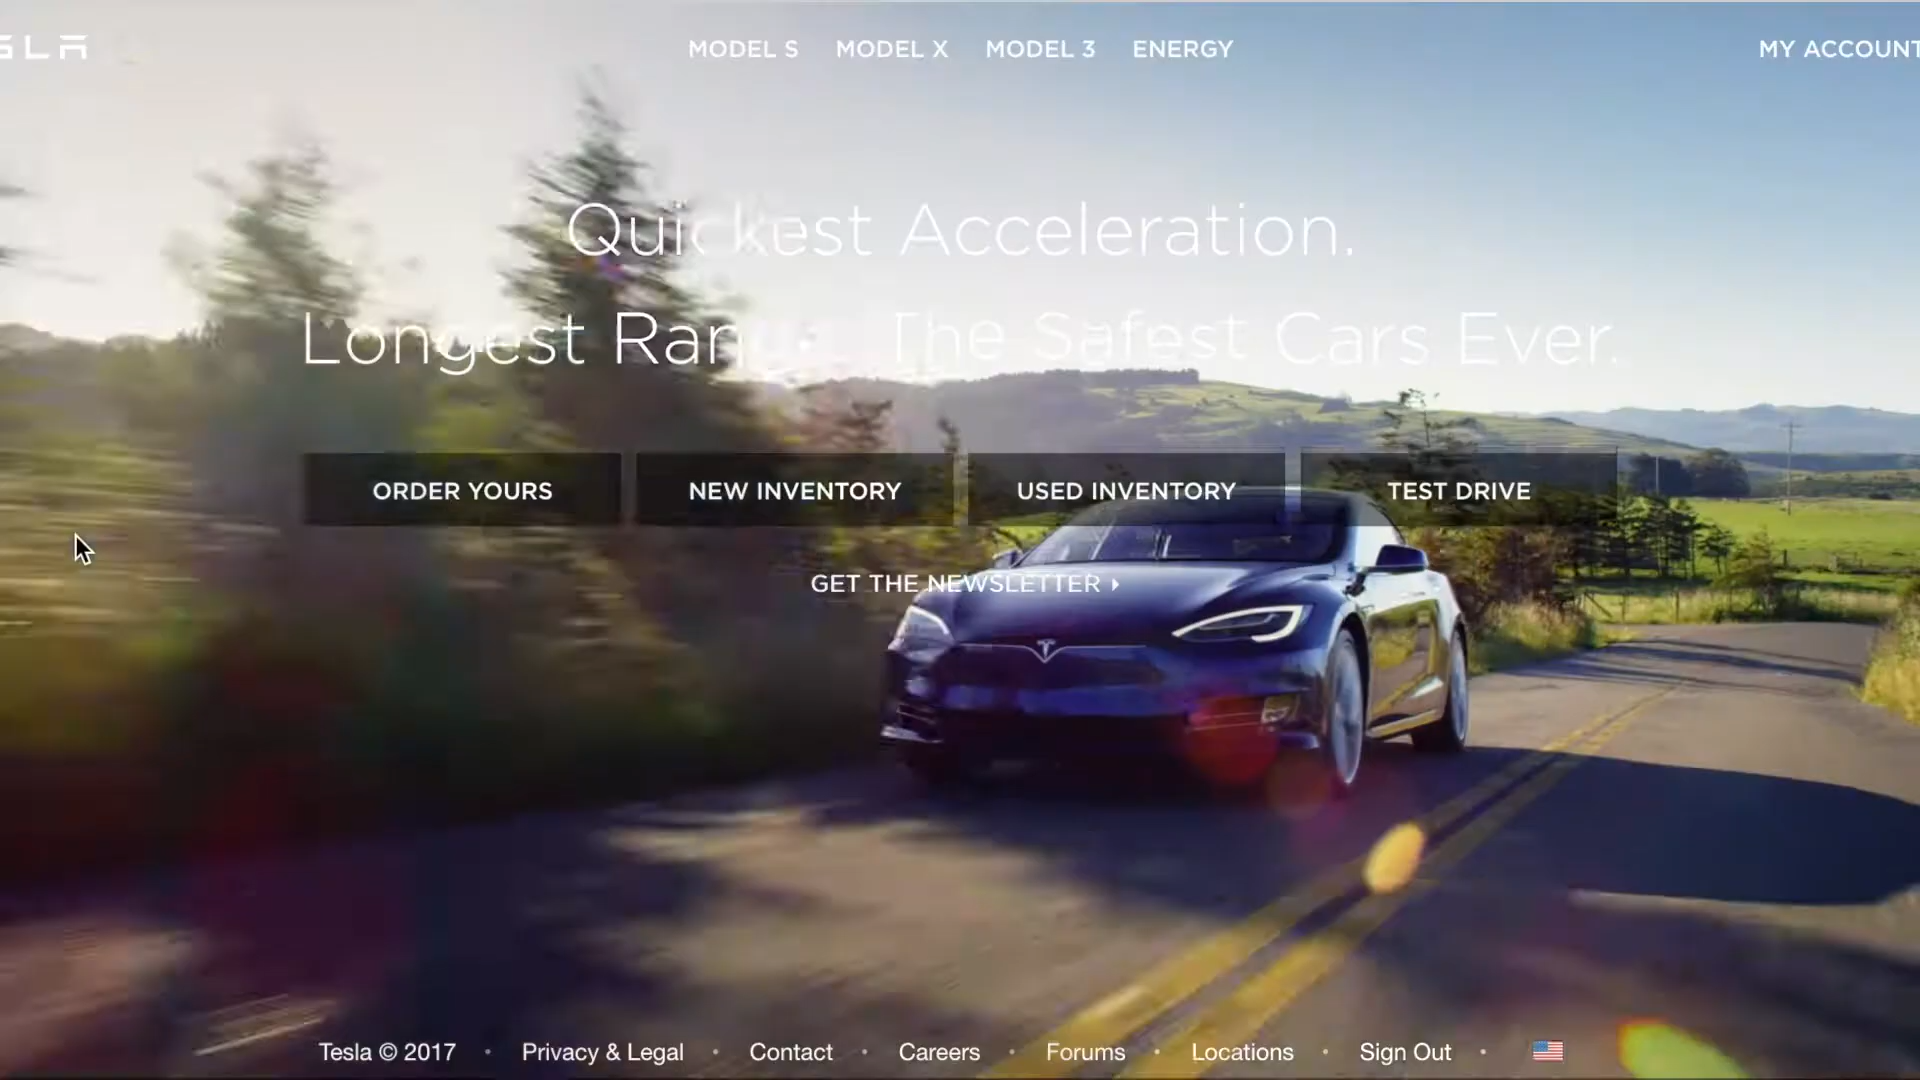 SLA
MODEL S MODEL X MODEL 3 ENERGY
MY ACCOUNT
Quickest Acceleration.
Longest Range. The Safest Cars Ever.
ORDER YOURS
NEW INVENTORY
USED INVENTORY
TEST DRIVE
GET THE NEWSLETTER
Tesla © 2017 • Privacy & Legal • Contact • Careers • Forums • Locations • Sign Out •